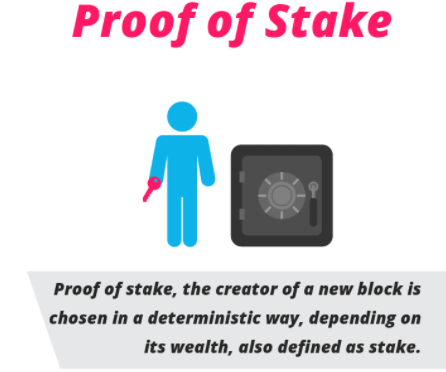 Proof of Stake
Proof of stake, the creator of a new block is
chosen in a deterministic way, depending on
its wealth, also defined as stake.